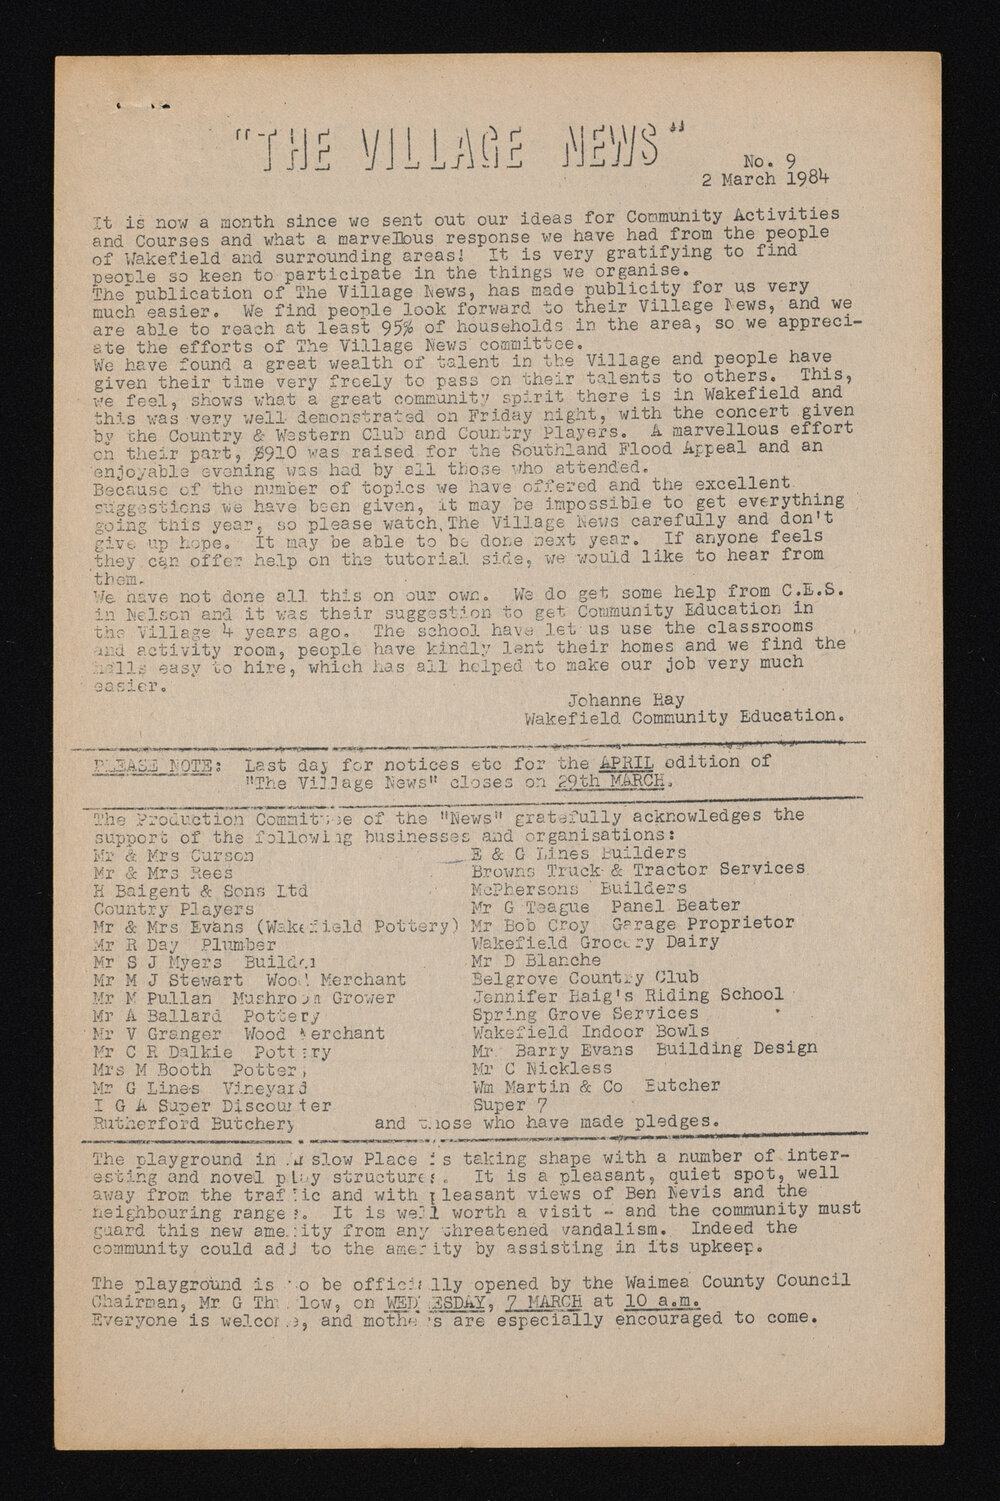 "THE VILLAGE NEWS"
No. 9
2 March 1984
It is now a month since we sent out our ideas for Community Activities
and Courses and what a marvellous response we have had from the people
of Wakefield and surrounding areas! It is very gratifying to find
people so keen to participate in the things we organise.
The publication of The Village News, has made publicity for us very
much easier. We find people look forward to their Village News, and we
are able to reach at least 95% of households in the area, so we appreci-
ate the efforts of The Village News committee.
We have found a great wealth of talent in the Village and people have
given their time very freely to pass on their talents to others. This,
we feel, shows what a great community spirit there is in Wakefield and
this was very well demonstrated on Friday night, with the concert given
by the Country & Western Club and Country Players. A marvellous effort
on their part, $910 was raised for the Southland Flood Appeal and an
enjoyable evening was had by all those who attended.
Because of the number of topics we have offered and the excellent
suggestions we have been given, it may be impossible to get everything
going this year, so please watch The Village News carefully and don't
give up hope. It may be able to be done next year. If anyone feels
they can offer help on the tutorial side, we would like to hear from
them.
We have not done all this on our own. We do get some help from C.E.S.
in Nelson and it was their suggestion to get Community Education in
the Village 4 years ago. The school have let us use the classrooms
and activity room, people have kindly lent their homes and we find the
halls easy to hire, which has all helped to make our job very much
easier.
Johanne Hay
Wakefield Community Education.
PLEASE NOTE: Last day for notices etc for the APRIL edition of
"The Village News" closes on 29th MARCH.
The Production Committee of the "News" gratefully acknowledges the
support of the following businesses and organisations:
Mr & Mrs Curson
Mr & Mrs Rees
H Baigent & Sons Ltd
Country Players
Mr & Mrs Evans (Wakefield Pottery)
Mr R Day Plumber
Mr S J Myers Builder
Mr M J Stewart Wood Merchant
Mr M Pullan Mushroom Grower
Mr A Ballard Pottery
Mr V Granger Wood Merchant
Mr C R Dalkie Pottery
Mrs M Booth Potter
Mr G Lines Vineyard
I G A Super Discounter
Rutherford Butchery
E & G Lines Builders
Browns Truck & Tractor Services
McPhersons Builders
Mr G Teague Panel Beater
Mr Bob Croy Garage Proprietor
Wakefield Grocery Dairy
Mr D Blanche
Belgrove Country Club
Jennifer Haig's Riding School
Spring Grove Services
Wakefield Indoor Bowls
Mr Barry Evans Building Design
Mr C Nickless
Wm Martin & Co Butcher
Super 7
and those who have made pledges.
The playground in slow Place is taking shape with a number of inter-
esting and novel play structures. It is a pleasant, quiet spot, well
away from the traffic and with pleasant views of Ben Nevis and the
neighbouring ranges. It is well worth a visit - and the community must
guard this new amenity from any threatened vandalism. Indeed the
community could add to the amenity by assisting in its upkeep.
The playground is to be officially opened by the Waimea County Council
Chairman, Mr G low, on WEDNESDAY, 7 MARCH at 10 a.m.
Everyone is welcome, and mothers are especially encouraged to come.